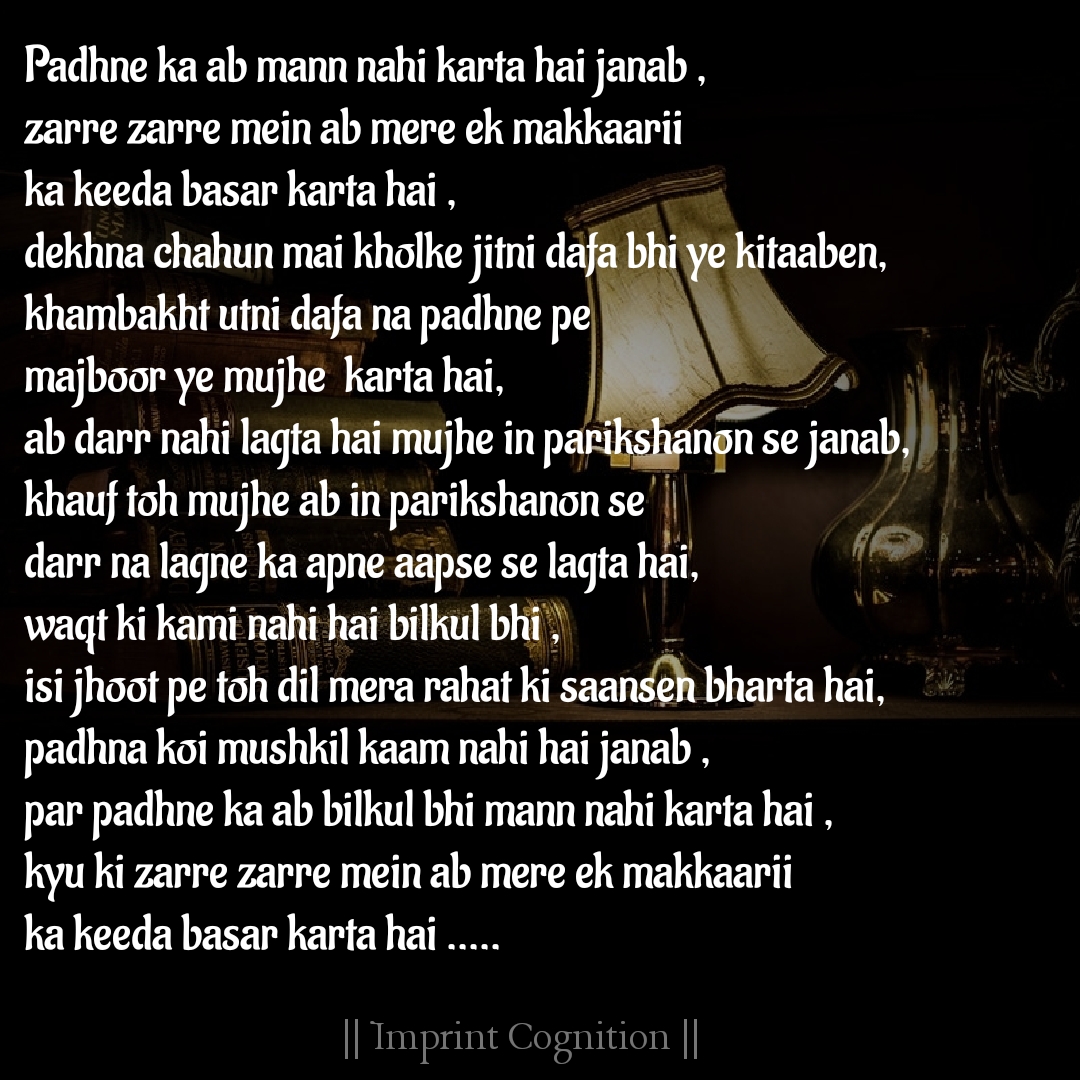 Padhne ka ab mann nahi karta hai janab ,
zarre zarre mein ab mere ek makkaarii
ka keeda basar karta hai ,
dekhna chahun mai kholke jitni dafa bhi ye kitaaben,
khambakht utni dafa na padhne pe
majboor ye mujhe  karta hai,
ab darr nahi lagta hai mujhe in parikshanon se janab,
khauf toh mujhe ab in parikshanon se
darr na lagne ka apne aapse se lagta hai,
waqt ki kami nahi hai bilkul bhi ,
isi jhoot pe toh dil mera rahat ki saansen bharta hai,
padhna koi mushkil kaam nahi hai janab ,
par padhne ka ab bilkul bhi mann nahi karta hai ,
kyu ki zarre zarre mein ab mere ek makkaarii
ka keeda basar karta hai .....
|| Imprint Cognition ||